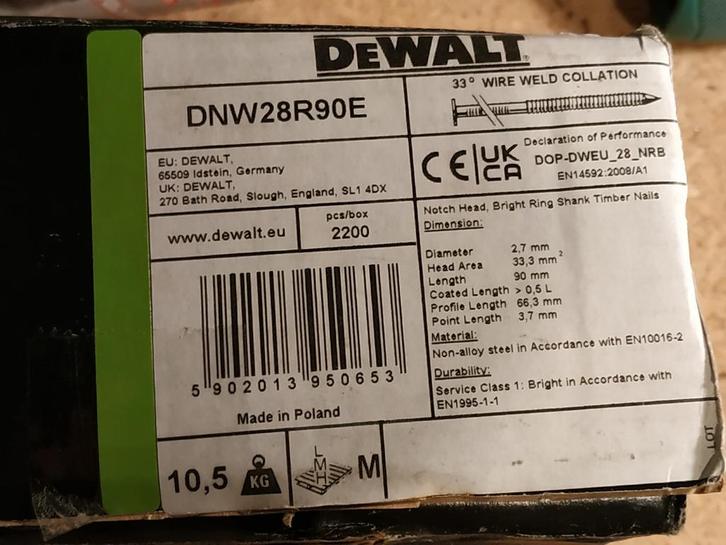 DEWALT
DNW28R90E
33° WIRE WELD COLLATION
EU: DEWALT,
65509 Idstein, Germany
UK: DEWALT,
270 Bath Road, Slough, England, SL1 4DX
CE UK CA
Declaration of Performance
DOP-DWEU_28_NRB
EN14592:2008/A1
www.dewalt.eu
pcs/box
2200
Notch Head, Bright Ring Shank Timber Nails
Dimension:
Diameter 2,7 mm
Head Area 33,3 mm²
Length 90 mm
Coated Length > 0,5 L
Profile Length 66,3 mm
Point Length 3,7 mm
Material:
Non-alloy steel in Accordance with EN10016-2
Durability:
Service Class 1: Bright in Accordance with
EN1995-1-1
5 902013 950653
Made in Poland
10,5 KG
L
M
H
M
LOT